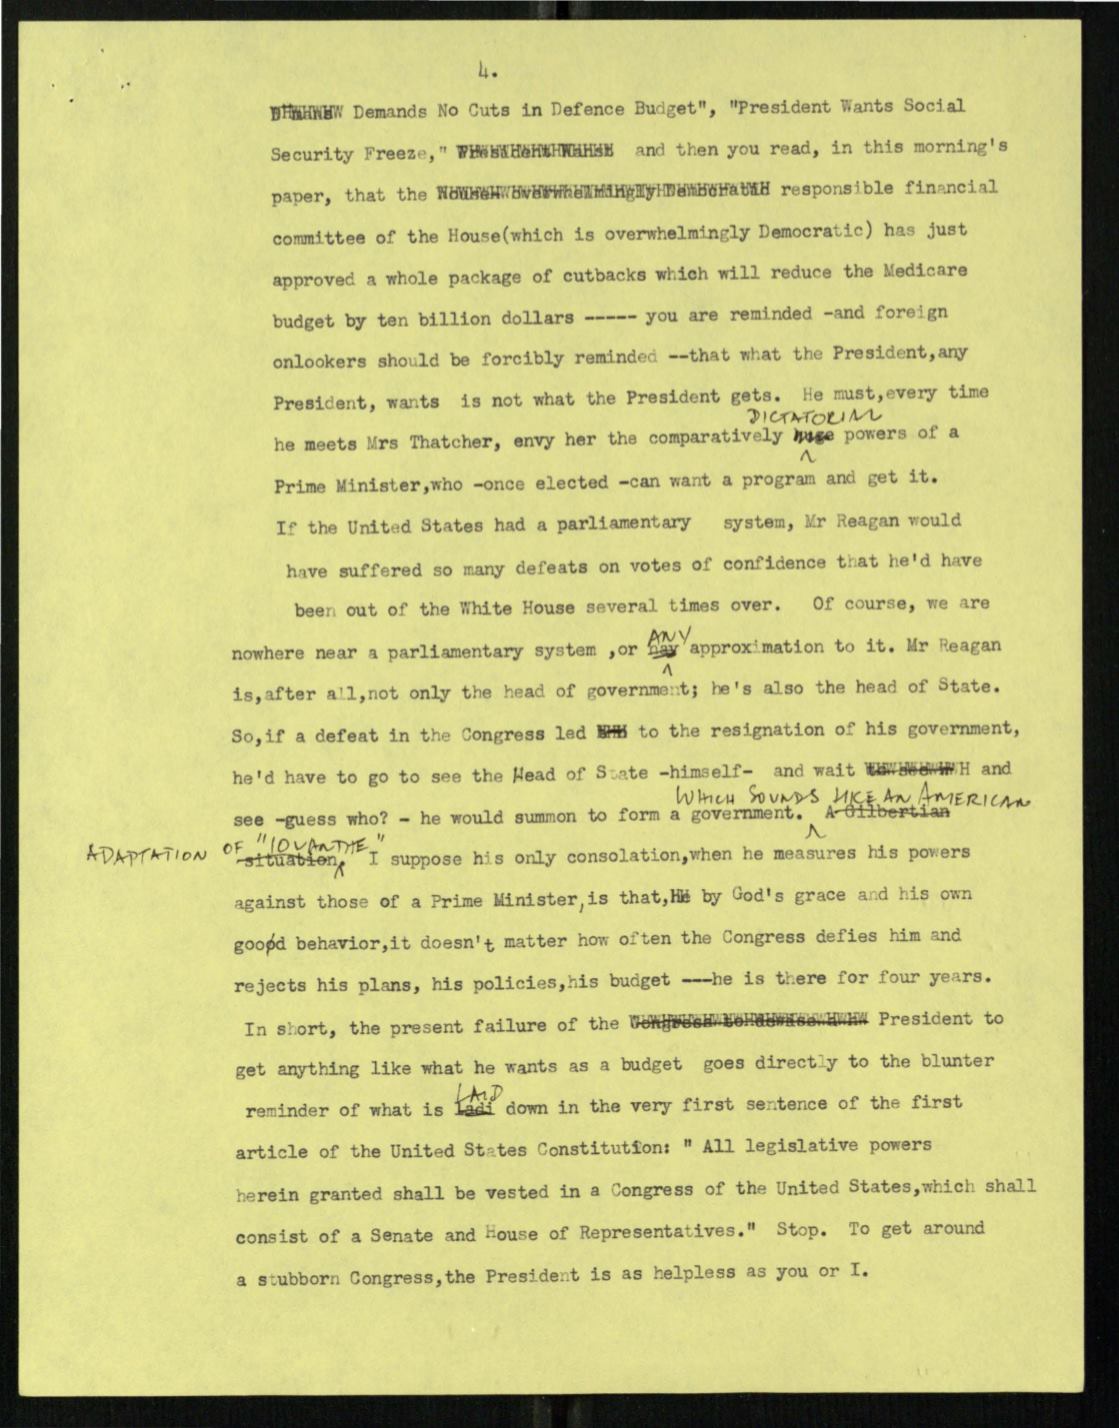 4.
Demands No Cuts in Defence Budget", "President Wants Social
Security Freeze," and then you read, in this morning's
paper, that the responsible financial
committee of the House(which is overwhelmingly Democratic) has just
approved a whole package of cutbacks which will reduce the Medicare
budget by ten billion dollars ----- you are reminded -and foreign
onlookers should be forcibly reminded --that what the President,any
President, wants is not what the President gets. He must,every time
DICTATORIAL
he meets Mrs Thatcher, envy her the comparatively huge powers of a
Prime Minister,who -once elected -can want a program and get it.
If the United States had a parliamentary system, Mr Reagan would
have suffered so many defeats on votes of confidence that he'd have
been out of the White House several times over. Of course, we are
ANY
nowhere near a parliamentary system ,or nay approximation to it. Mr Reagan
is,after all,not only the head of government; he's also the head of State.
So,if a defeat in the Congress led to the resignation of his government,
he'd have to go to see the Head of State -himself- and wait H and
WHICH SOUNDS LIKE AN AMERICAN
see -guess who? - he would summon to form a government. A Gilbertian
ADAPTATION OF "IOLANTHE"
situation. I suppose his only consolation,when he measures his powers
against those of a Prime Minister,is that, by God's grace and his own
good behavior,it doesn't matter how often the Congress defies him and
rejects his plans, his policies,his budget ---he is there for four years.
In short, the present failure of the President to
get anything like what he wants as a budget goes directly to the blunter
LAID
reminder of what is ladi down in the very first sentence of the first
article of the United States Constitution: " All legislative powers
herein granted shall be vested in a Congress of the United States,which shall
consist of a Senate and House of Representatives." Stop. To get around
a stubborn Congress,the President is as helpless as you or I.